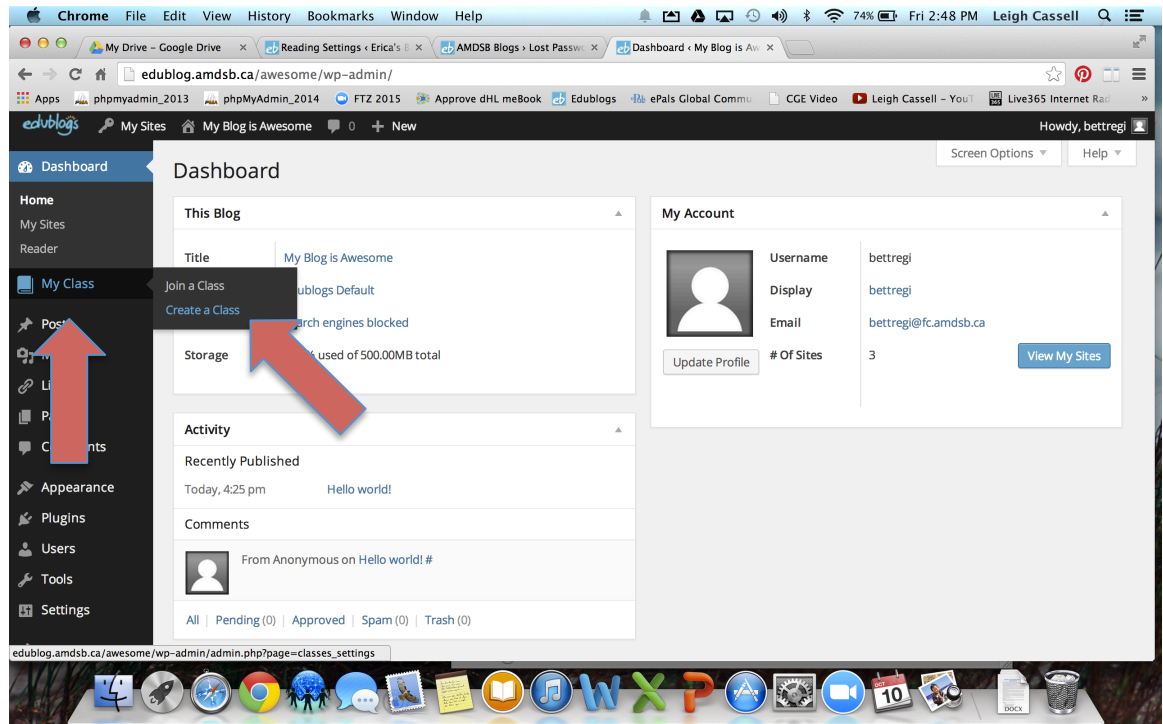 Chrome File Edit View History Bookmarks Window Help 74% Fri 2:48 PM Leigh Cassell
My Drive – Google Drive × Reading Settings ‹ Erica's B × AMDSB Blogs › Lost Passwo × Dashboard ‹ My Blog is Aw ×
edublog.amdsb.ca/awesome/wp-admin/
Apps phpmyadmin_2013 phpMyAdmin_2014 FTZ 2015 Approve dHL meBook Edublogs ePals Global Commu CGE Video Leigh Cassell – YouT Live365 Internet Rad »
edublogs My Sites My Blog is Awesome 0 + New Howdy, bettregi
Screen Options Help
Dashboard
Home
My Sites
Reader
My Class
Join a Class
Create a Class
Appearance
Plugins
Users
Tools
Settings
Dashboard
This Blog
Title My Blog is Awesome
Default
engines blocked
Storage used of 500.00MB total
Activity
Recently Published
Today, 4:25 pm Hello world!
Comments
From Anonymous on Hello world! #
All | Pending (0) | Approved | Spam (0) | Trash (0)
My Account
Username bettregi
Display bettregi
Email bettregi@fc.amdsb.ca
# Of Sites 3
Update Profile
View My Sites
edublog.amdsb.ca/awesome/wp-admin/admin.php?page=classes_settings
OCT
10
DOCX